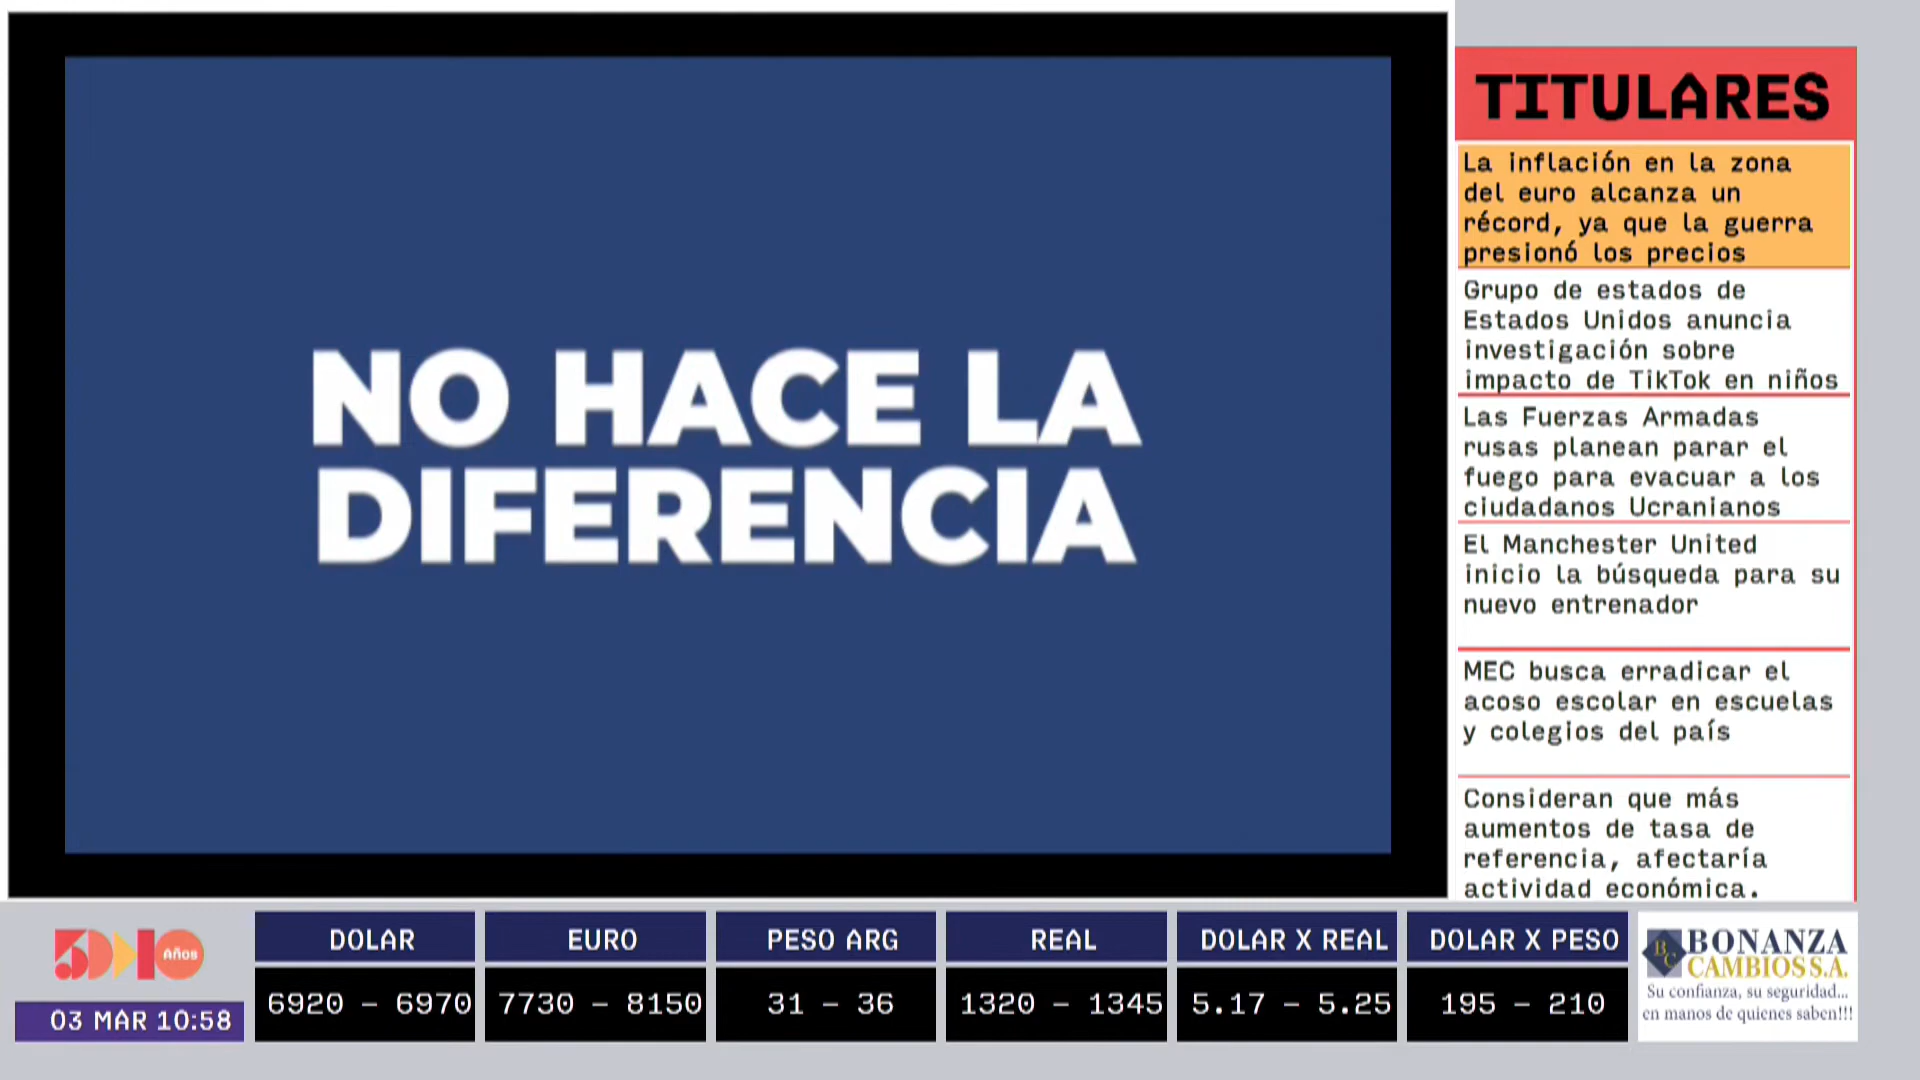 NO HACE LA
DIFERENCIA
TITULARES
La inflación en la zona
del euro alcanza un
récord, ya que la guerra
presionó los precios
Grupo de estados de
Estados Unidos anuncia
investigación sobre
impacto de TikTok en niños
Las Fuerzas Armadas
rusas planean parar el
fuego para evacuar a los
ciudadanos Ucranianos
El Manchester United
inicio la búsqueda para su
nuevo entrenador
MEC busca erradicar el
acoso escolar en escuelas
y colegios del país
Consideran que más
aumentos de tasa de
referencia, afectaría
actividad económica.
Años
03 MAR 10:58
DOLAR
6920 - 6970
EURO
7730 - 8150
PESO ARG
31 - 36
REAL
1320 - 1345
DOLAR X REAL
5.17 - 5.25
DOLAR X PESO
195 - 210
BC
BONANZA
CAMBIOS S.A.
Su confianza, su seguridad...
en manos de quienes saben!!!